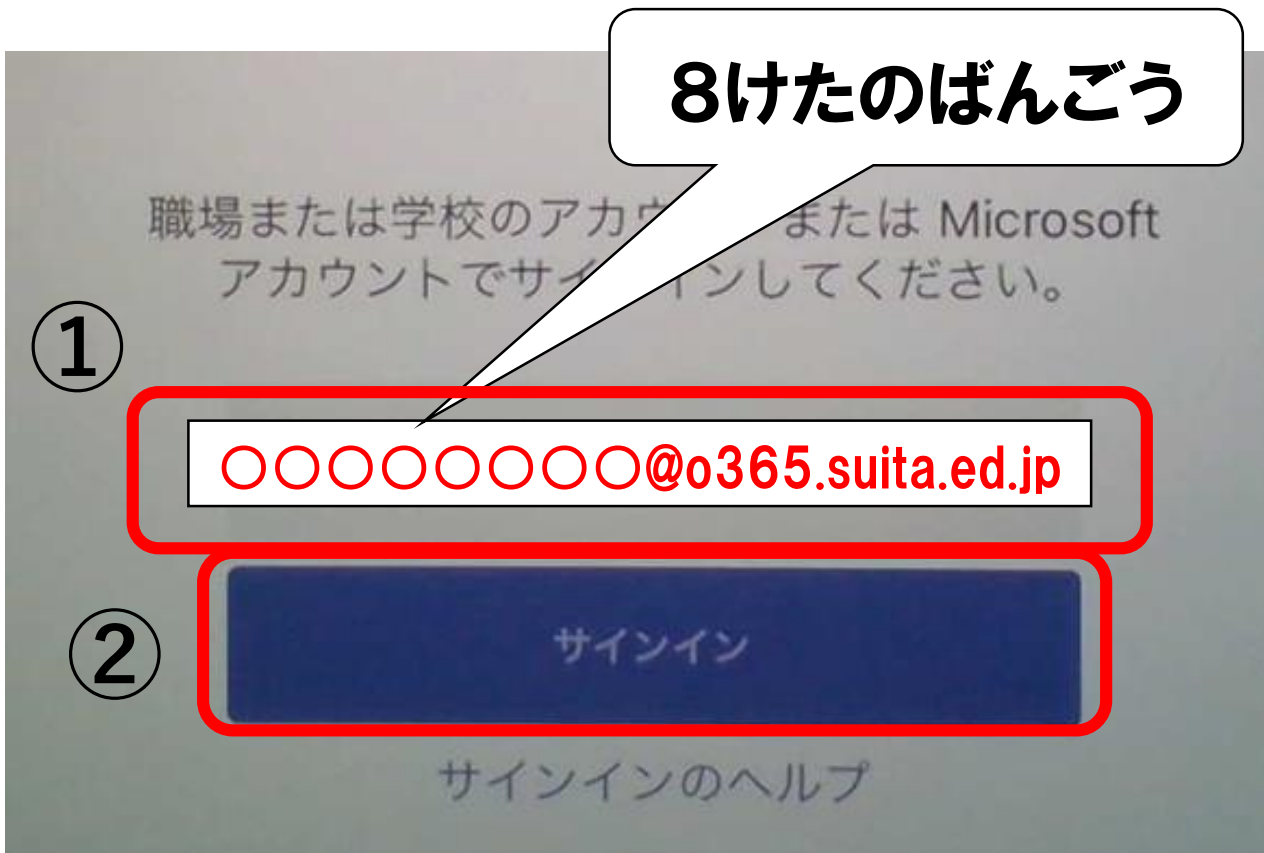 8けたのばんごう
職場または学校のアカウ または Microsoft
アカウントでサインインしてください。
①
○○○○○○○○@o365.suita.ed.jp
②
サインイン
サインインのヘルプ